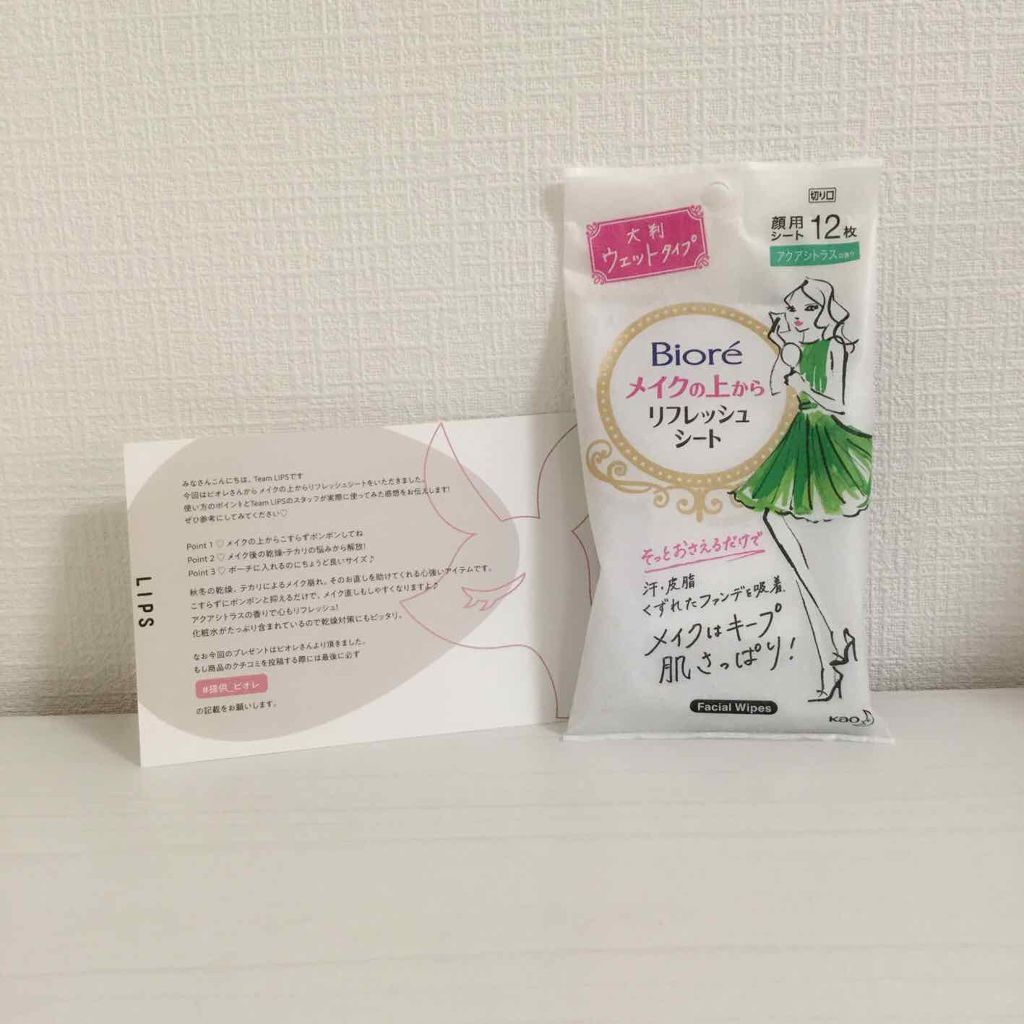 LIPS
みなさんこんにちは、Team LIPSです
今回はビオレさんから メイクの上からリフレッシュシートをいただきました。
使い方のポイントとTeam LIPSのスタッフが実際に使ってみた感想をお伝えします!
ぜひ参考にしてみてください♡
Point 1 ♡ メイクの上からこすらずポンポンしてね
Point 2 ♡ メイク後の乾燥・テカリの悩みから解放!
Point 3 ♡ ポーチに入れるのにちょうど良いサイズ♪
秋冬の乾燥、テカリによるメイク崩れ。そのお直しを助けてくれる心強いアイテムです。
こすらずにポンポンと抑えるだけで、メイク直しもしやすくなりますよ♪
アクアシトラスの香りで心もリフレッシュ!
化粧水がたっぷり含まれているので乾燥対策にもピッタリ。
なお今回のプレゼントはビオレさんより頂きました。
もし商品のクチコミを投稿する際には最後に必ず
#提供_ビオレ
の記載をお願いします。
切り口
大判
ウェットタイプ
顔用
シート 12枚
アクアシトラスの香り
Bioré
メイクの上から
リフレッシュ
シート
そっとおさえるだけで
汗・皮脂
くずれたファンデを吸着
メイクはキープ
肌さっぱり!
Facial Wipes
Kao